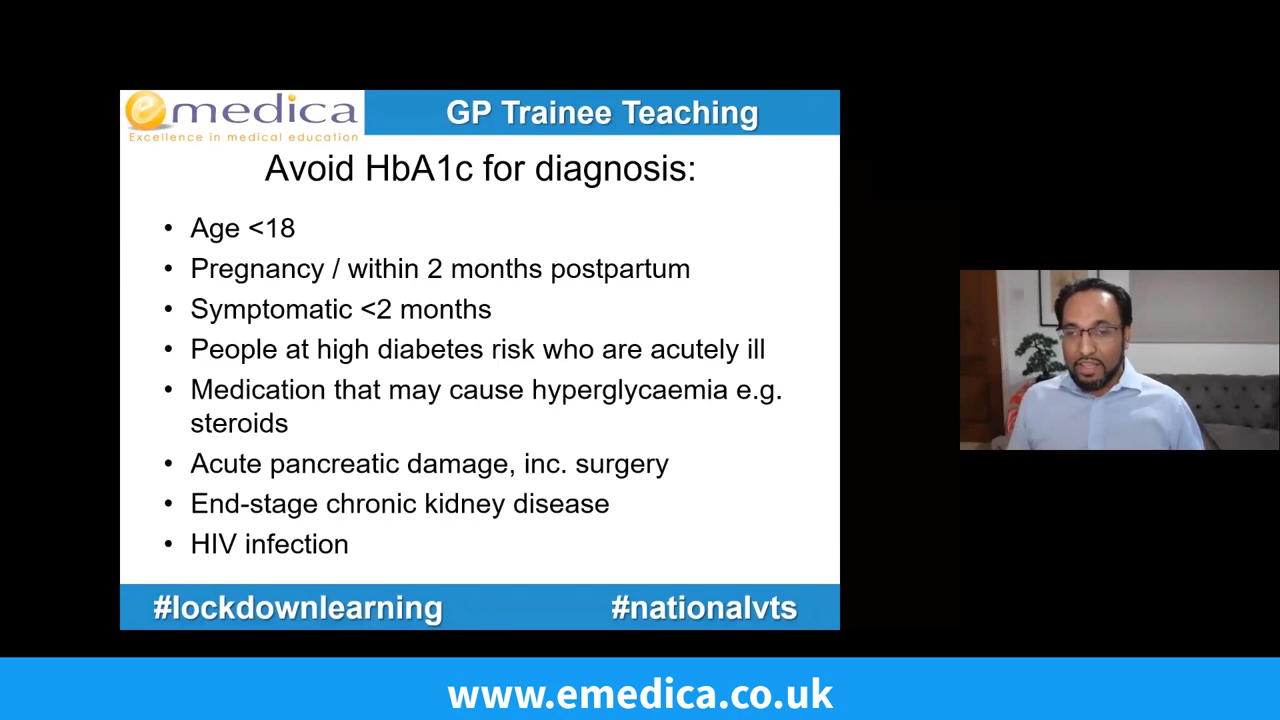 emedica
Excellence in medical education
GP Trainee Teaching
Avoid HbA1c for diagnosis:
• Age <18
• Pregnancy / within 2 months postpartum
• Symptomatic <2 months
• People at high diabetes risk who are acutely ill
• Medication that may cause hyperglycaemia e.g.
steroids
• Acute pancreatic damage, inc. surgery
• End-stage chronic kidney disease
• HIV infection
#lockdownlearning
#nationalvts
www.emedica.co.uk